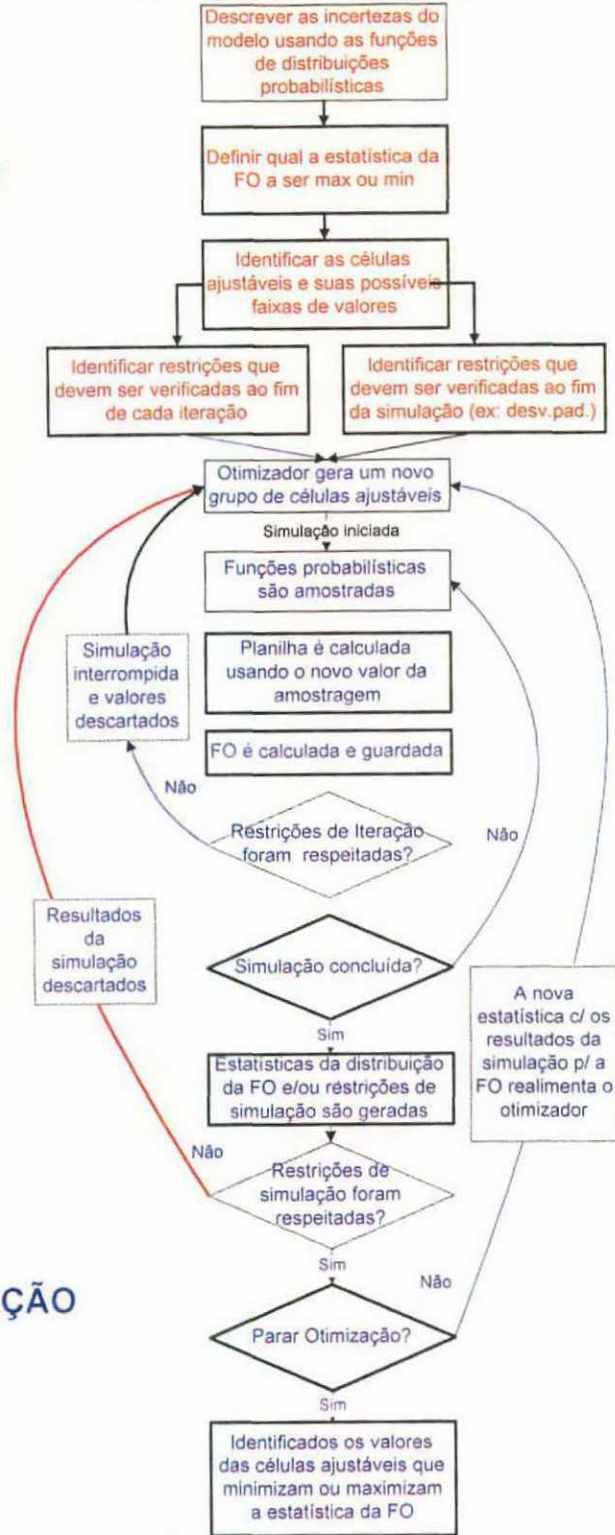 Descrever as incertezas do
modelo usando as funções
de distribuições
probabilísticas
Definir qual a estatística da
FO a ser max ou min
Identificar as células
ajustáveis e suas possíveis
faixas de valores
Identificar restrições que
devem ser verificadas ao fim
de cada iteração
Identificar restrições que
devem ser verificadas ao fim
da simulação (ex: desv.pad.)
Otimizador gera um novo
grupo de células ajustáveis
Simulação iniciada
Funções probabilísticas
são amostradas
Simulação
interrompida
e valores
descartados
Planilha é calculada
usando o novo valor da
amostragem
FO é calculada e guardada
Não
Restrições de Iteração
foram respeitadas?
Não
Resultados
da
simulação
descartados
Simulação concluída?
A nova
estatística c/ os
resultados da
simulação p/ a
FO realimenta o
otimizador
Sim
Estatísticas da distribuição
da FO e/ou restrições de
simulação são geradas
Não
Restrições de
simulação foram
respeitadas?
Sim
Não
ÇÃO
Parar Otimização?
Sim
Identificados os valores
das células ajustáveis que
minimizam ou maximizam
a estatística da FO